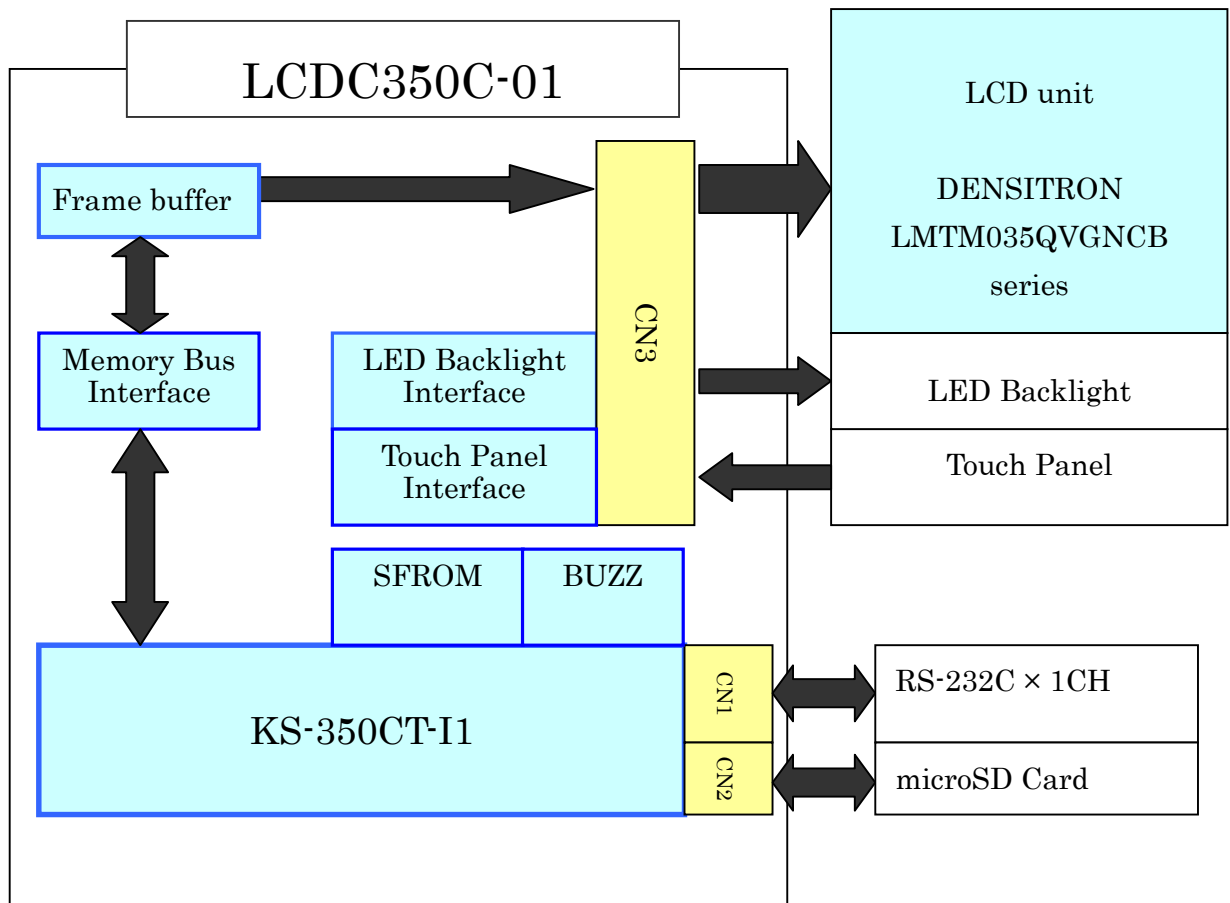 LCDC350C-01
Frame buffer
Memory Bus
Interface
LED Backlight
Interface
Touch Panel
Interface
CN3
LCD unit
DENSITRON
LMTM035QVGNCB
series
LED Backlight
Touch Panel
SFROM
BUZZ
KS-350CT-I1
CN1
CN2
RS-232C × 1CH
microSD Card